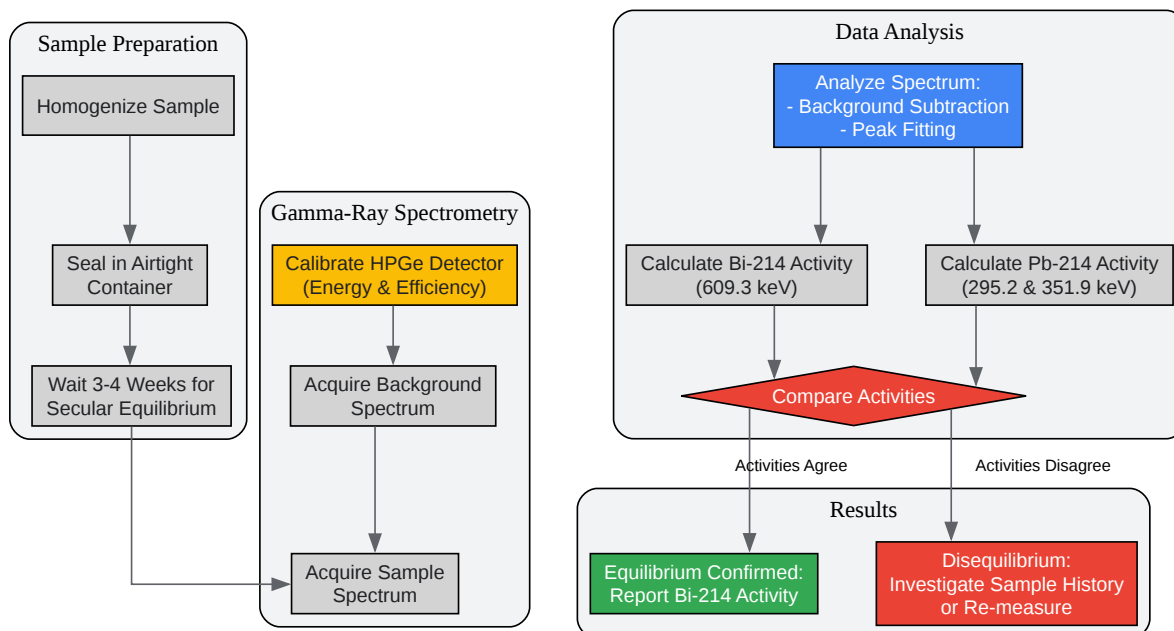 Sample Preparation
Homogenize Sample
Seal in Airtight
Container
Wait 3-4 Weeks for
Secular Equilibrium
Gamma-Ray Spectrometry
Calibrate HPGe Detector
(Energy & Efficiency)
Acquire Background
Spectrum
Acquire Sample
Spectrum
Data Analysis
Analyze Spectrum:
- Background Subtraction
- Peak Fitting
Calculate Bi-214 Activity
(609.3 keV)
Calculate Pb-214 Activity
(295.2 & 351.9 keV)
Compare Activities
Activities Agree
Activities Disagree
Results
Equilibrium Confirmed:
Report Bi-214 Activity
Disequilibrium:
Investigate Sample History
or Re-measure